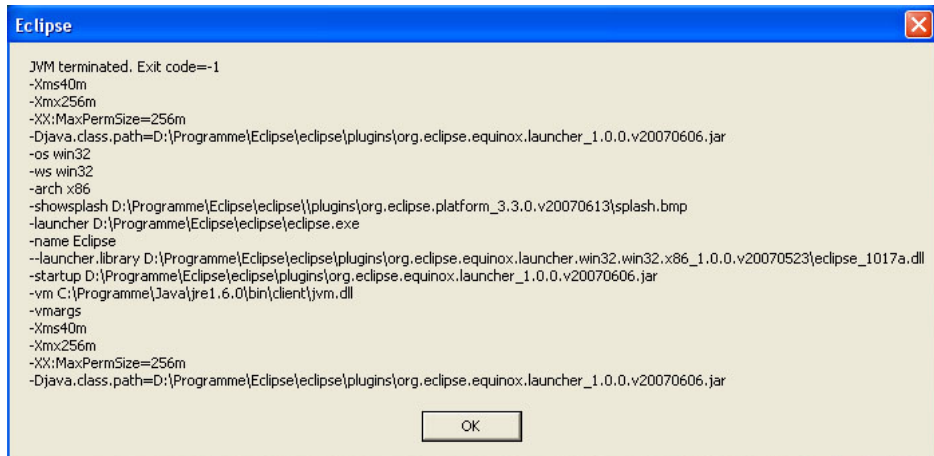 Eclipse
JVM terminated. Exit code=-1
-Xms40m
-Xmx256m
-XX:MaxPermSize=256m
-Djava.class.path=D:\Programme\Eclipse\eclipse\plugins\org.eclipse.equinox.launcher_1.0.0.v20070606.jar
-os win32
-ws win32
-arch x86
-showsplash D:\Programme\Eclipse\eclipse\\plugins\org.eclipse.platform_3.3.0.v20070613\splash.bmp
-launcher D:\Programme\Eclipse\eclipse\eclipse.exe
-name Eclipse
--launcher.library D:\Programme\Eclipse\eclipse\plugins\org.eclipse.equinox.launcher.win32.win32.x86_1.0.0.v20070523\eclipse_1017a.dll
-startup D:\Programme\Eclipse\eclipse\plugins\org.eclipse.equinox.launcher_1.0.0.v20070606.jar
-vm C:\Programme\Java\jre1.6.0\bin\client\jvm.dll
-vmargs
-Xms40m
-Xmx256m
-XX:MaxPermSize=256m
-Djava.class.path=D:\Programme\Eclipse\eclipse\plugins\org.eclipse.equinox.launcher_1.0.0.v20070606.jar
OK